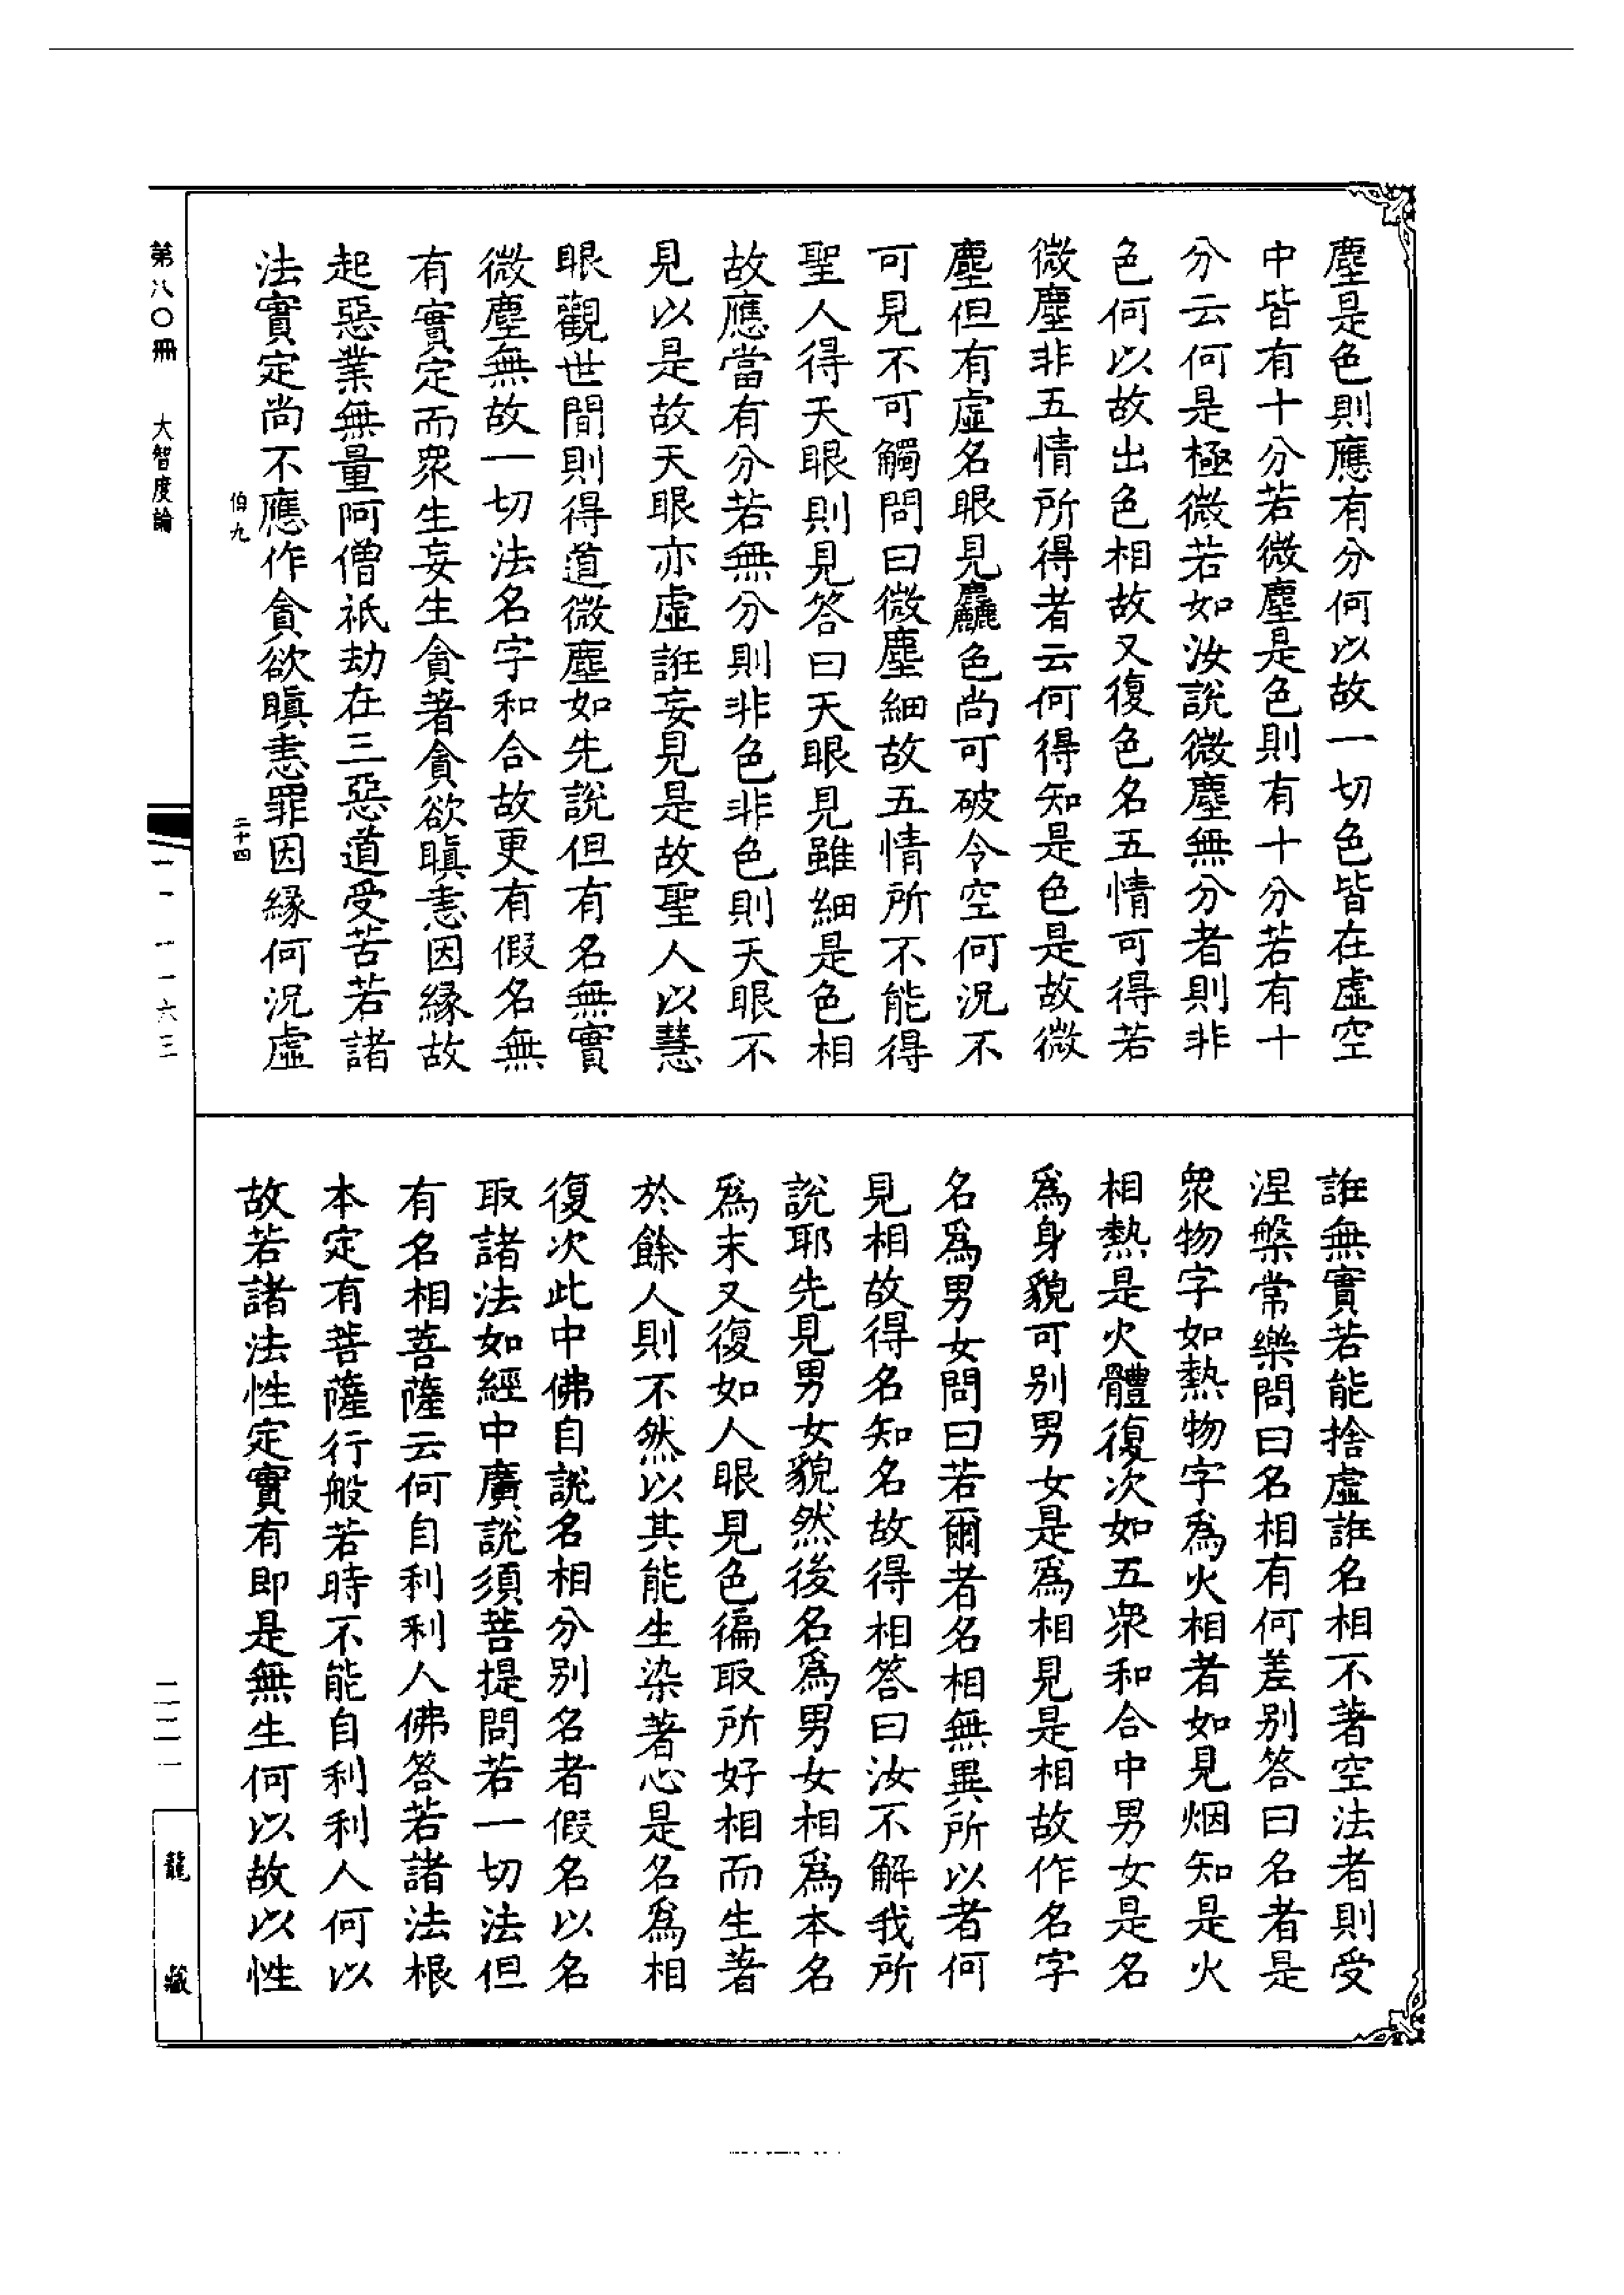 塵是色則應有分何以故一切色皆在虛空
中皆有十分若微塵是色則有十分若有十
分云何是極微若如汝說微塵無分者則非
色何以故出色相故又復色名五情可得若
微塵非五情所得者云何得知是色是故微
塵但有虛名眼見麤色尚可破令空何況不
可見不可觸問曰微塵細故五情所不能得
聖人得天眼則見答曰天眼見雖細是色相
故應當有分若無分則非色非色則天眼不
見以是故天眼亦虛誑妄見是故聖人以慧
眼觀世間則得道微塵如先說但有名無實
微塵無故一切法名字和合故更有假名無
有實定而眾生妄生貪著貪欲瞋恚因緣故
起惡業無量阿僧祇劫在三惡道受苦若諸
法實定尚不應作貪欲瞋恚罪因緣何況虛
誑無實若能捨虛誑名相不著空法者則受
涅槃常樂問曰名相有何差別答曰名者是
眾物字如熱物字為火相者如見烟知是火
相熱是火體復次如五眾和合中男女是名
為身貌可別男女是為相見是相故作名字
名為男女問曰若爾者名相無異所以者何
見相故得名知名故得相答曰汝不解我所
說耶先見男女貌然後名為男女相為本名
為末又復如人眼見色徧取所好相而生著
於餘人則不然以其能生染著心是名為相
復次此中佛自說名相分別名者假名以名
取諸法如經中廣說須菩提問若一切法但
有名相菩薩云何自利利人佛答若諸法根
本定有菩薩行般若時不能自利利人何以
故若諸法性定實有即是無生何以故以性
伯九
二十四
第八〇冊 大智度論
一一六三
二二一
龍藏